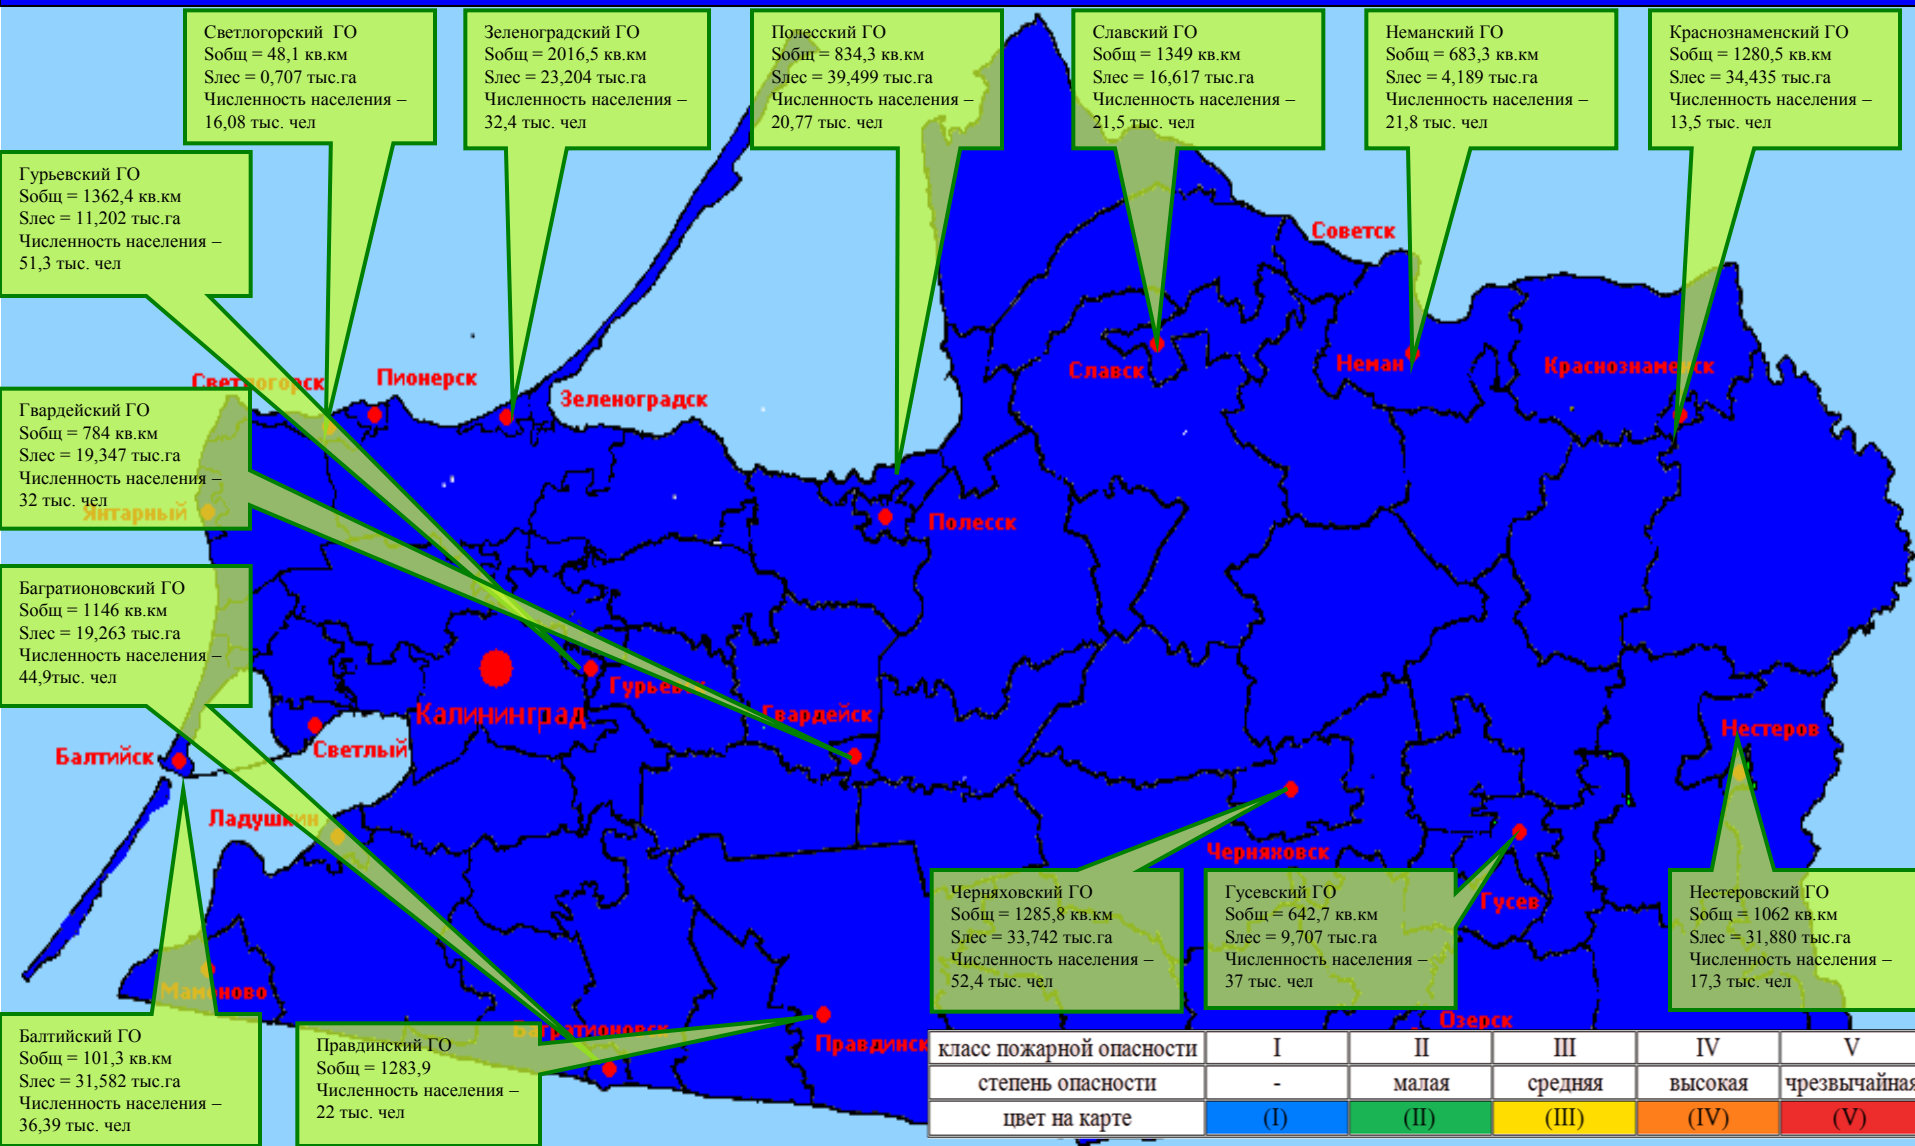 Светлогорский ГО
Sобщ = 48,1 кв.км
Sлес = 0,707 тыс.га
Численность населения –
16,08 тыс. чел
Зеленоградский ГО
Sобщ = 2016,5 кв.км
Sлес = 23,204 тыс.га
Численность населения –
32,4 тыс. чел
Полесский ГО
Sобщ = 834,3 кв.км
Sлес = 39,499 тыс.га
Численность населения –
20,77 тыс. чел
Славский ГО
Sобщ = 1349 кв.км
Sлес = 16,617 тыс.га
Численность населения –
21,5 тыс. чел
Неманский ГО
Sобщ = 683,3 кв.км
Sлес = 4,189 тыс.га
Численность населения –
21,8 тыс. чел
Краснознаменский ГО
Sобщ = 1280,5 кв.км
Sлес = 34,435 тыс.га
Численность населения –
13,5 тыс. чел
Гурьевский ГО
Sобщ = 1362,4 кв.км
Sлес = 11,202 тыс.га
Численность населения –
51,3 тыс. чел
Советск
Славск
Неман
Краснознаменск
Светлогорск
Пионерск
Зеленоградск
Гвардейский ГО
Sобщ = 784 кв.км
Sлес = 19,347 тыс.га
Численность населения –
32 тыс. чел
Янтарный
Полесск
Багратионовский ГО
Sобщ = 1146 кв.км
Sлес = 19,263 тыс.га
Численность населения –
44,9тыс. чел
Гурьевск
Калининград
Гвардейск
Нестеров
Светлый
Балтийск
Ладушкин
Черняховск
Гусев
Черняховский ГО
Sобщ = 1285,8 кв.км
Sлес = 33,742 тыс.га
Численность населения –
52,4 тыс. чел
Гусевский ГО
Sобщ = 642,7 кв.км
Sлес = 9,707 тыс.га
Численность населения –
37 тыс. чел
Нестеровский ГО
Sобщ = 1062 кв.км
Sлес = 31,880 тыс.га
Численность населения –
17,3 тыс. чел
Мамоново
Багратионовск
Правдинск
Озерск
Балтийский ГО
Sобщ = 101,3 кв.км
Sлес = 31,582 тыс.га
Численность населения –
36,39 тыс. чел
Правдинский ГО
Sобщ = 1283,9
Численность населения –
22 тыс. чел
класс пожарной опасности I II III IV V
степень опасности - малая средняя высокая чрезвычайная
цвет на карте (I) (II) (III) (IV) (V)